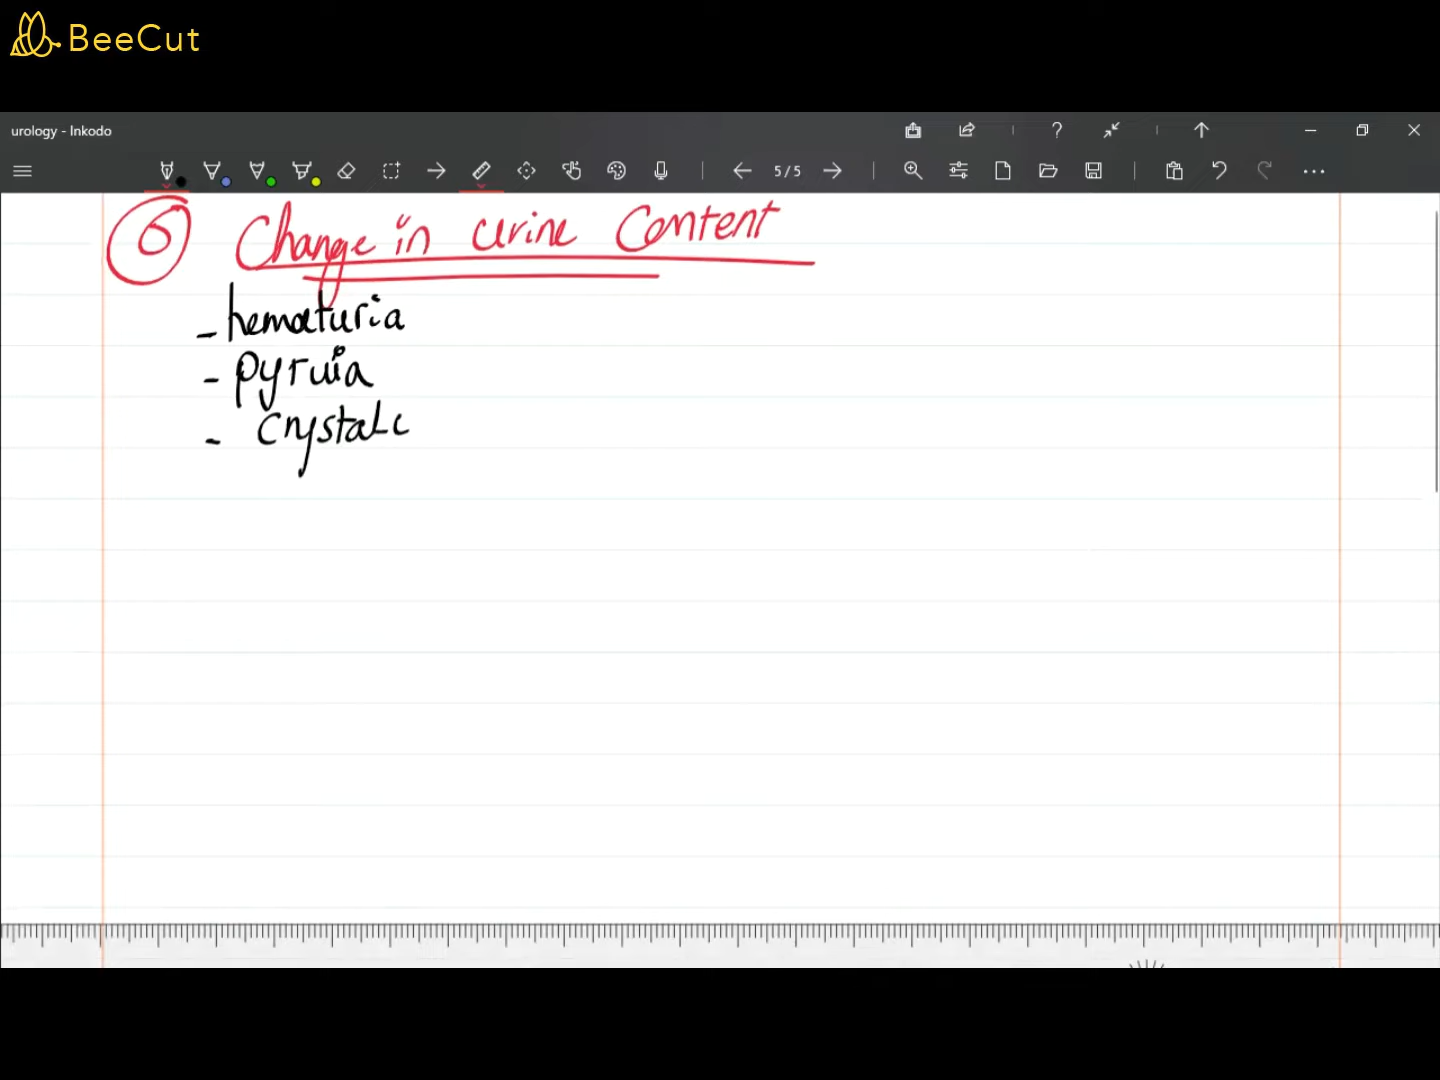 BeeCut
urology - Inkodo
5/5
6 Change in urine Content
- hematuria
- pyruia
- crystalc